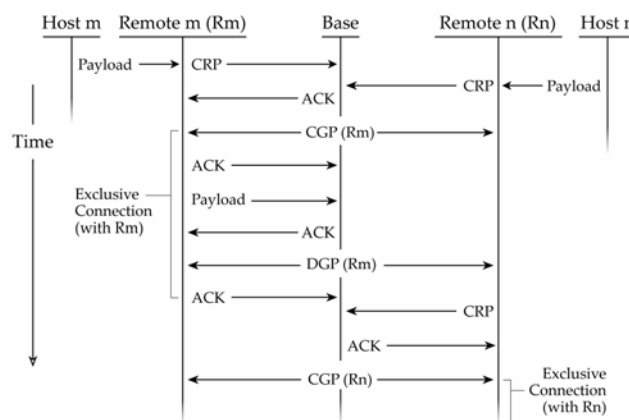 Host m Remote m (Rm) Base Remote n (Rn) Host n
Payload CRP
CRP Payload
ACK
Time
CGP (Rm)
ACK
Exclusive
Connection
(with Rm)
Payload
ACK
DGP (Rm)
ACK
CRP
ACK
CGP (Rn)
Exclusive
Connection
(with Rn)